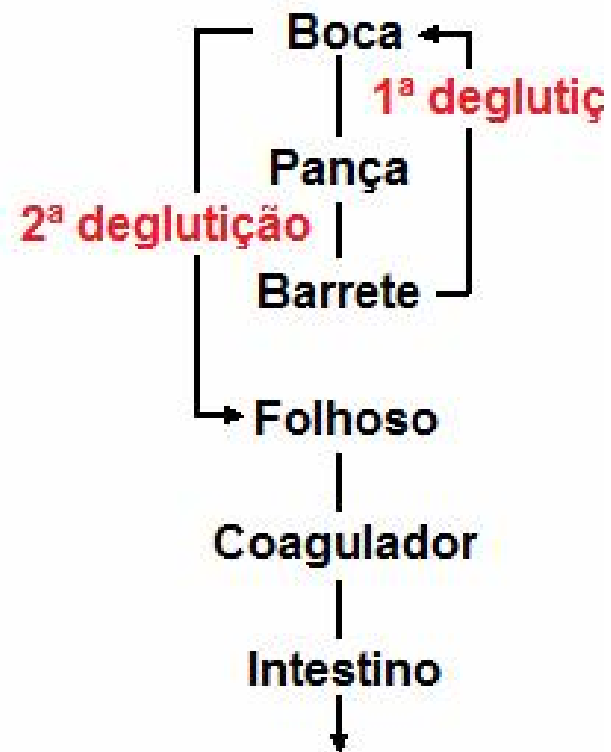 Boca
1ª deglutiç
Pança
2ª deglutição
Barrete
Folhoso
Coagulador
Intestino